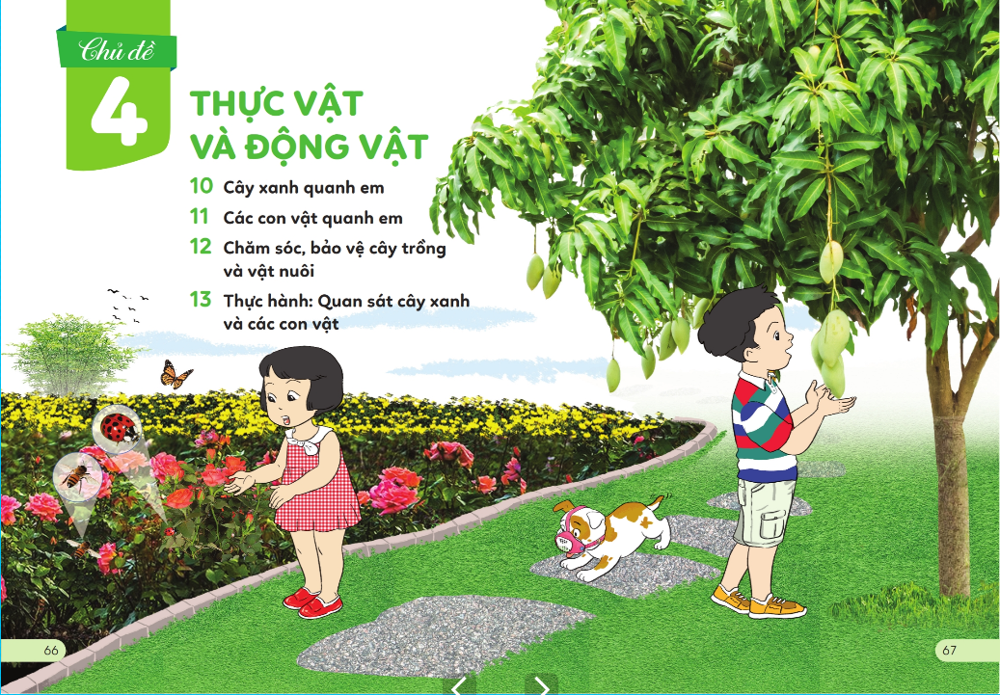 Chủ đề
4
THỰC VẬT
VÀ ĐỘNG VẬT
10 Cây xanh quanh em
11 Các con vật quanh em
12 Chăm sóc, bảo vệ cây trồng
và vật nuôi
13 Thực hành: Quan sát cây xanh
và các con vật
66
67